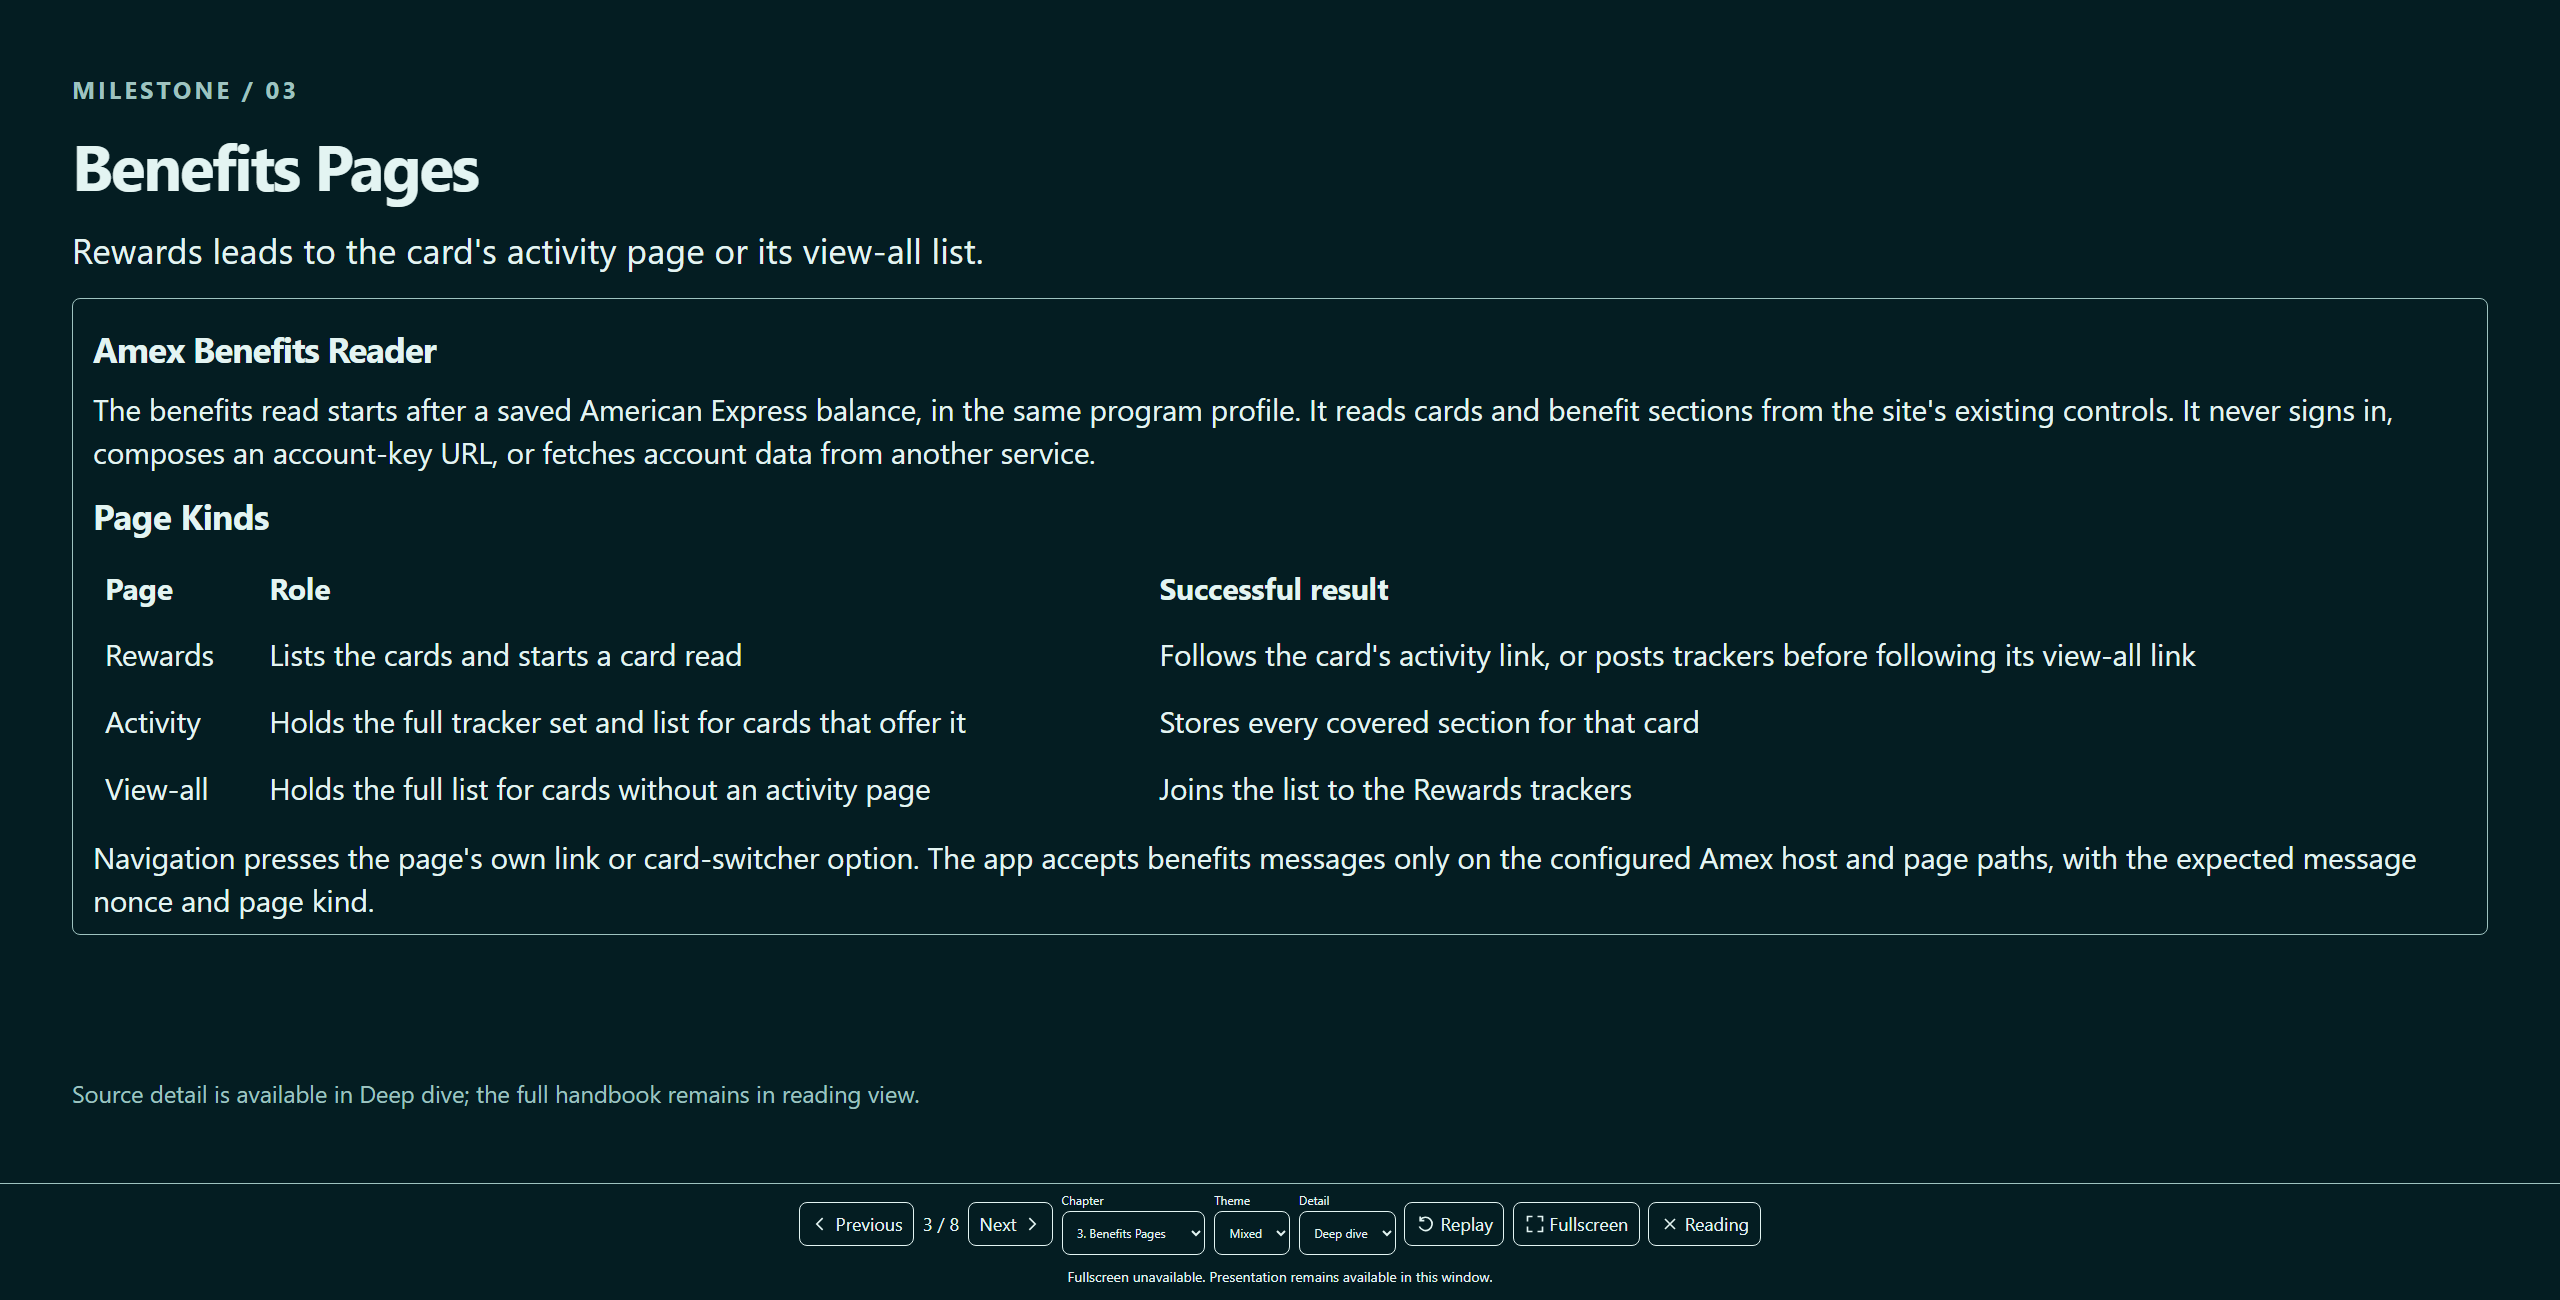 MILESTONE / 03
Benefits Pages
Rewards leads to the card's activity page or its view-all list.
Amex Benefits Reader
The benefits read starts after a saved American Express balance, in the same program profile. It reads cards and benefit sections from the site's existing controls. It never signs in,
composes an account-key URL, or fetches account data from another service.
Page Kinds
Page Role Successful result
Rewards Lists the cards and starts a card read Follows the card's activity link, or posts trackers before following its view-all link
Activity Holds the full tracker set and list for cards that offer it Stores every covered section for that card
View-all Holds the full list for cards without an activity page Joins the list to the Rewards trackers
Navigation presses the page's own link or card-switcher option. The app accepts benefits messages only on the configured Amex host and page paths, with the expected message
nonce and page kind.
Source detail is available in Deep dive; the full handbook remains in reading view.
Chapter Theme Detail
Previous 3 / 8 Next 3. Benefits Pages Mixed Deep dive Replay Fullscreen Reading
Fullscreen unavailable. Presentation remains available in this window.